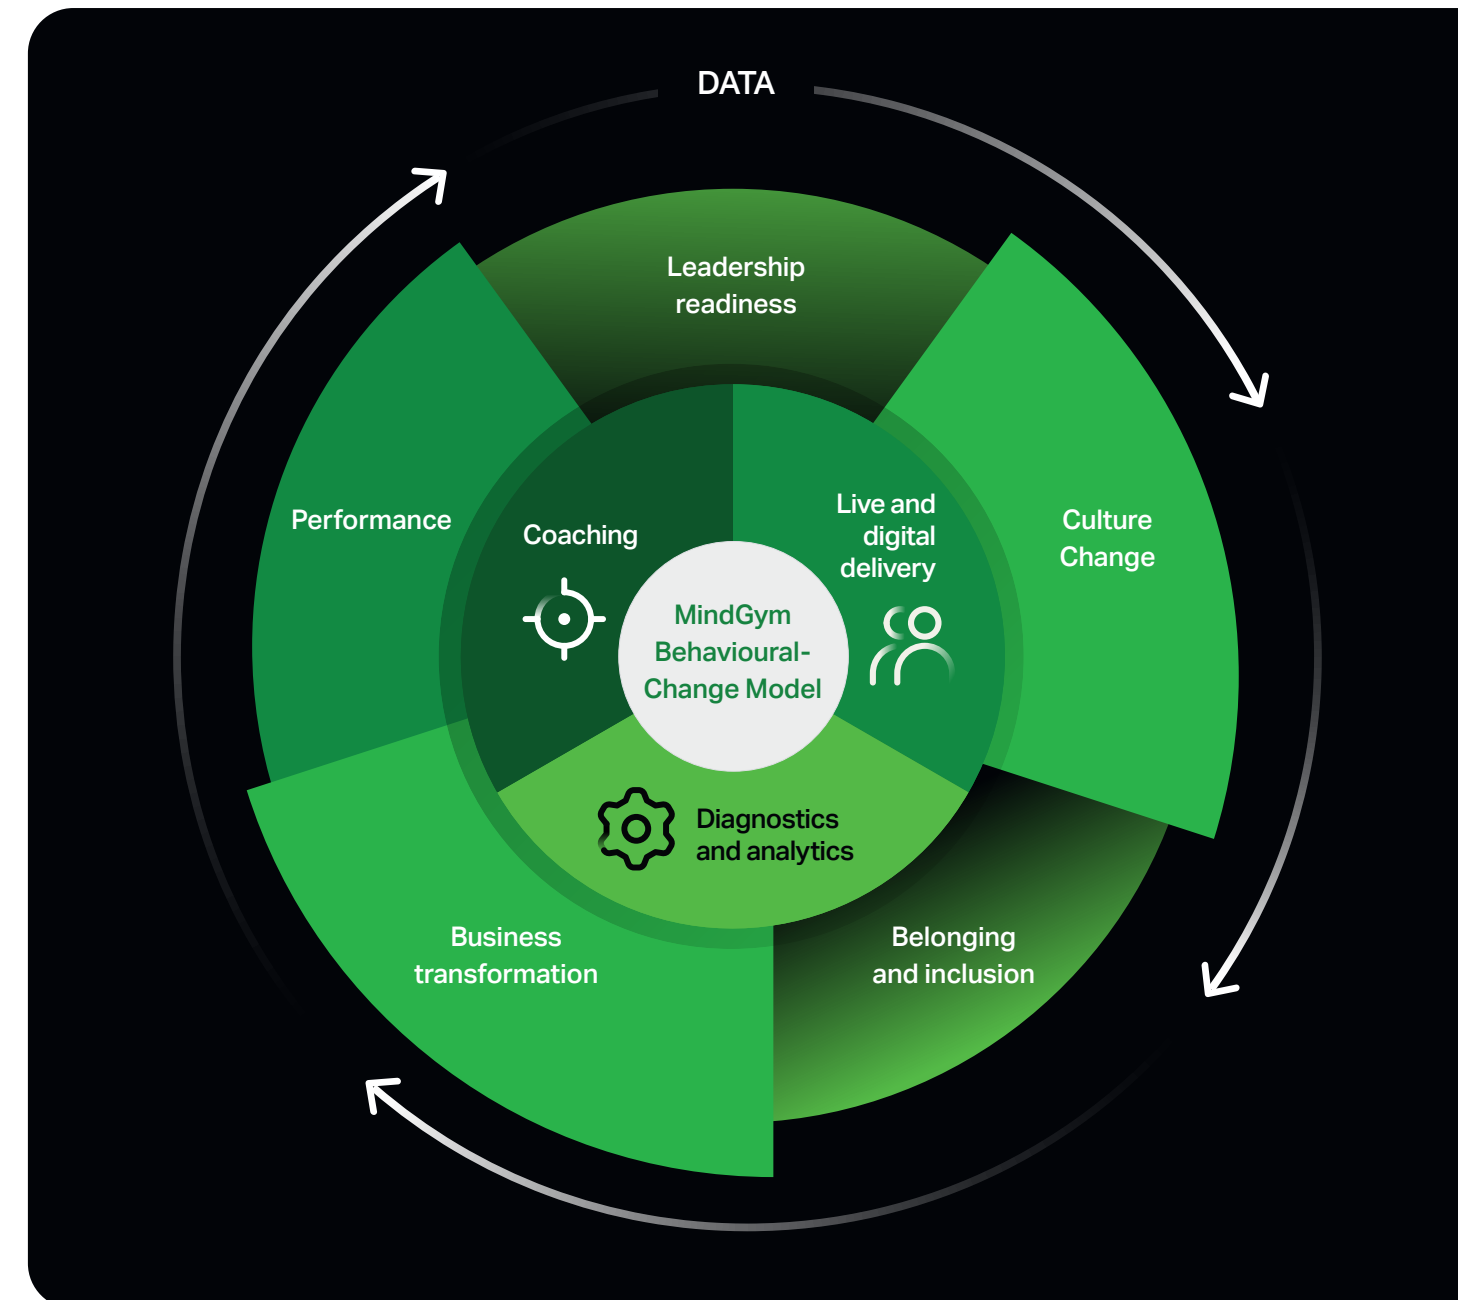 DATA
Leadership
readiness
Performance
Culture
Change
Coaching
Live and
digital
delivery
MindGym
Behavioural-
Change Model
Diagnostics
and analytics
Business
transformation
Belonging
and inclusion